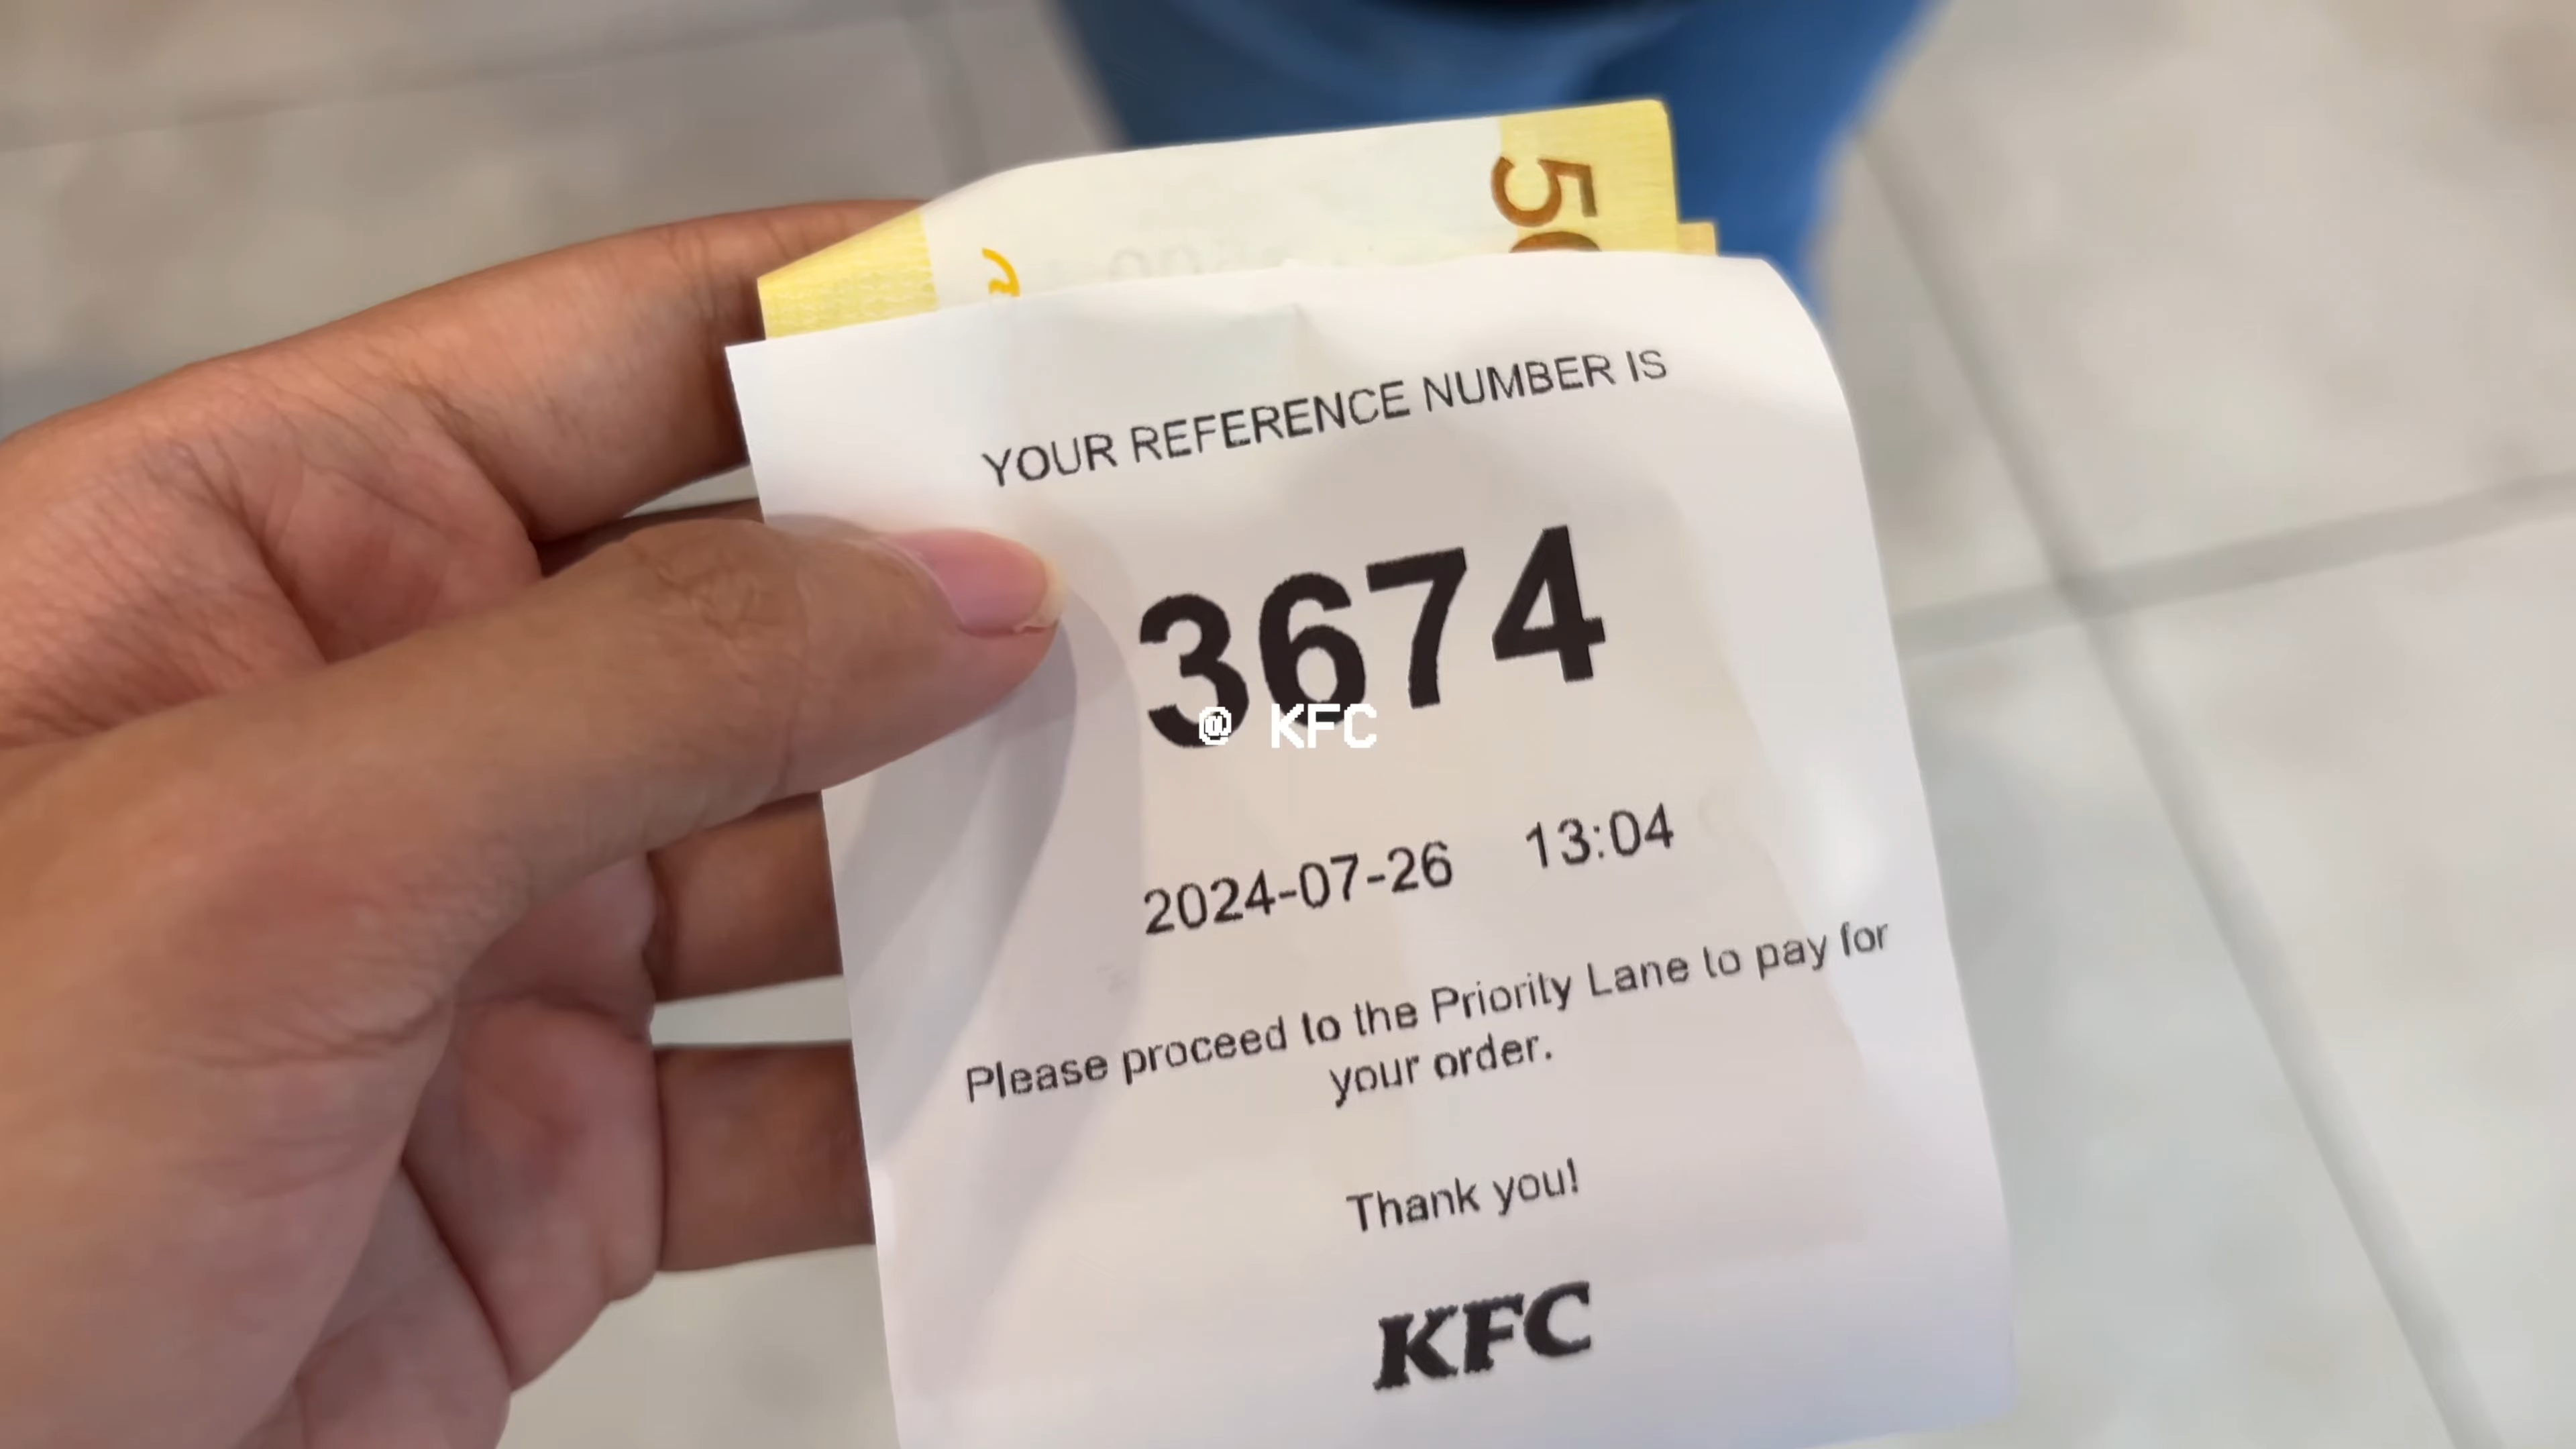 50
YOUR REFERENCE NUMBER IS
3674
@ KFC
2024-07-26 13:04
Please proceed to the Priority Lane to pay for
your order.
Thank you!
KFC